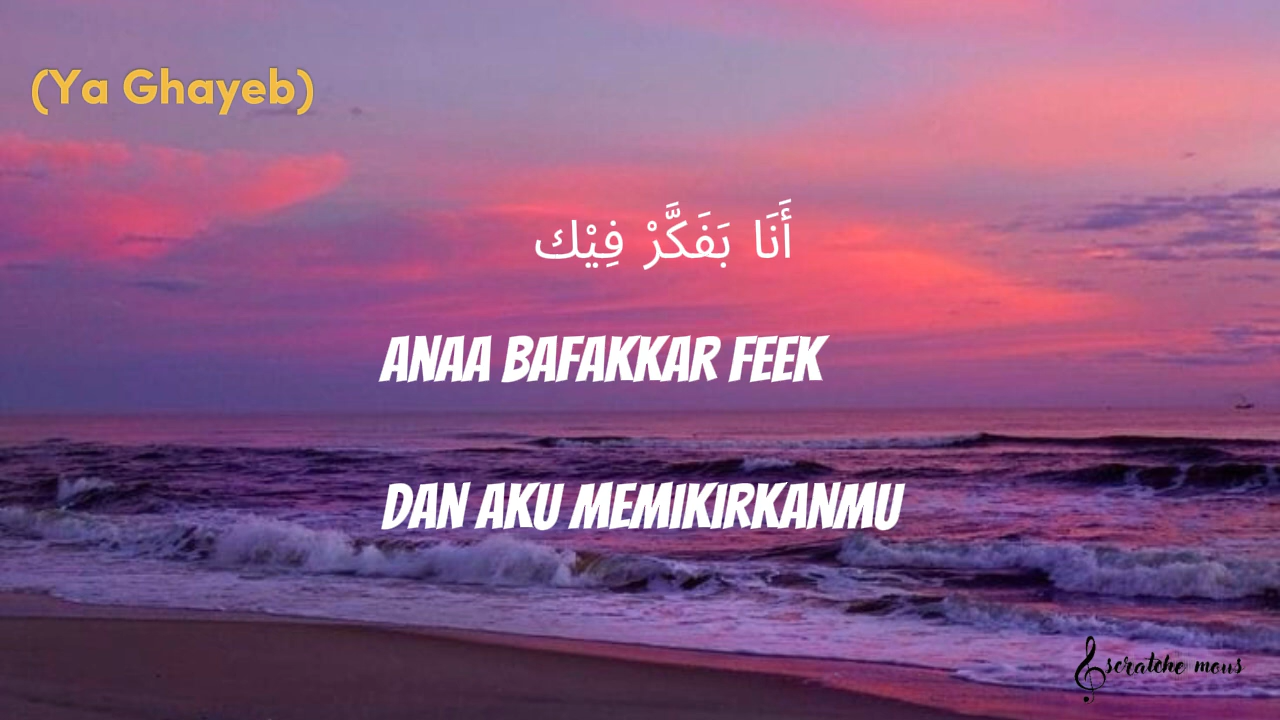 (Ya Ghayeb)
أَنَا بَفَكَّرْ فِيْك
ANAA BAFAKKAR FEEK
DAN AKU MEMIKIRKANMU
scratche mous